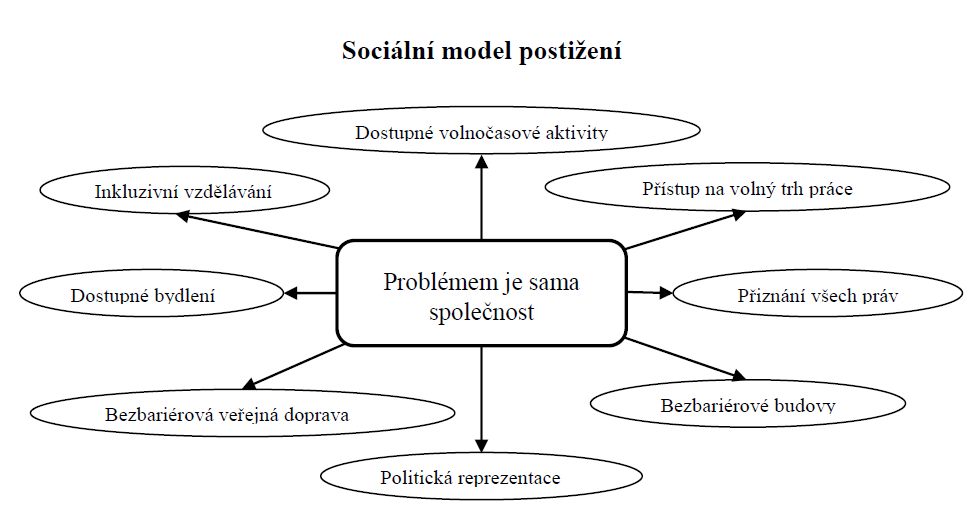 Sociální model postižení
Dostupné volnočasové aktivity
Inkluzivní vzdělávání
Přístup na volný trh práce
Problémem je sama
společnost
Dostupné bydlení
Přiznání všech práv
Bezbariérová veřejná doprava
Bezbariérové budovy
Politická reprezentace